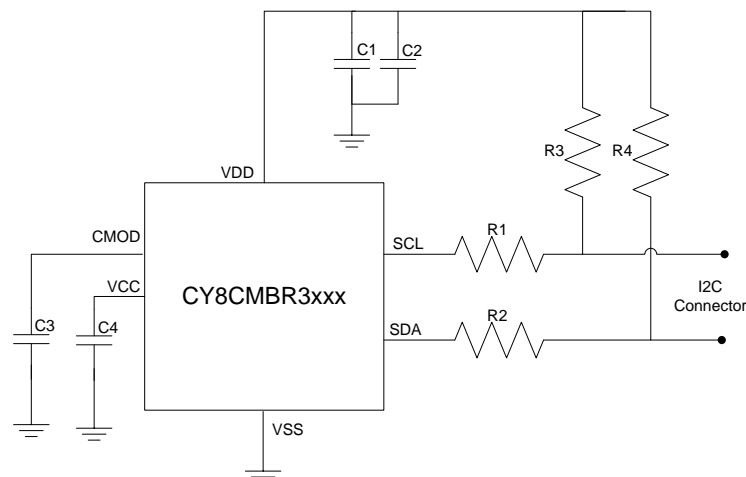 C1
C2
VDD
R3
R4
CMOD
SCL
R1
VCC
CY8CMBR3xxx
I2C
Connector
C3
C4
SDA
R2
VSS